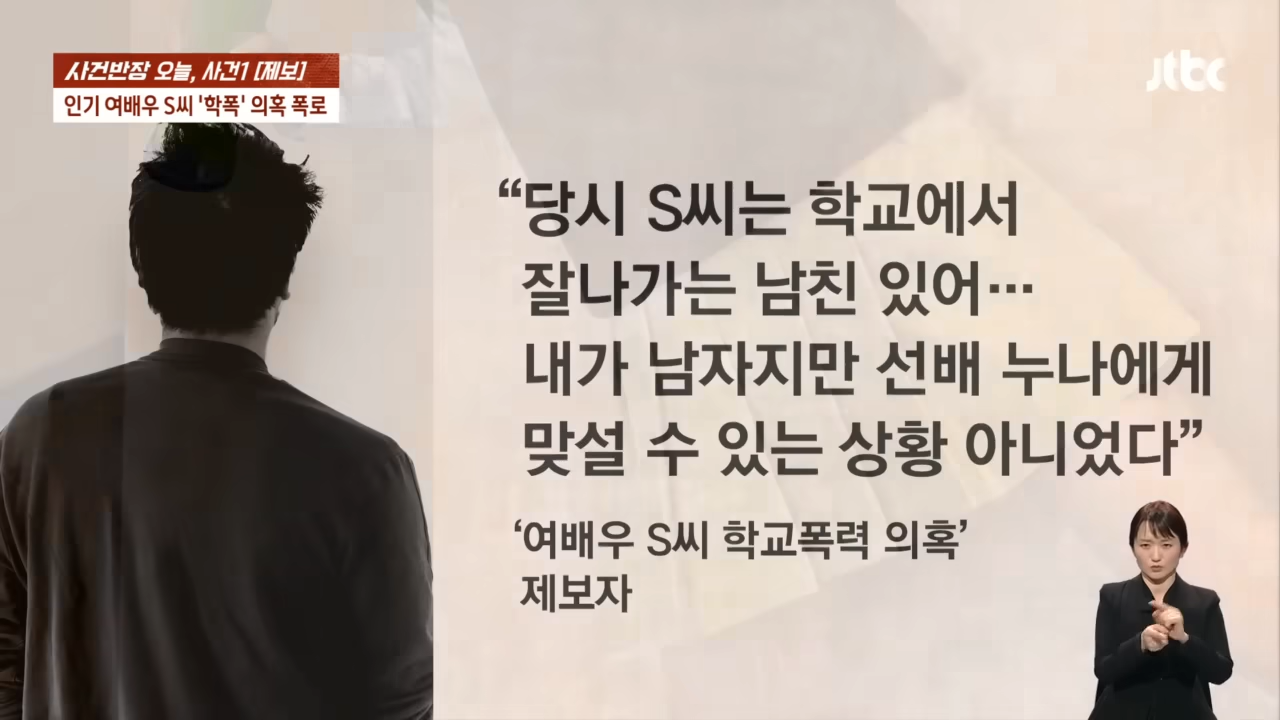 사건반장 오늘, 사건1 [제보]
인기 여배우 S씨 '학폭' 의혹 폭로
jtbc
“당시 S씨는 학교에서
잘나가는 남친 있어…
내가 남자지만 선배 누나에게
맞설 수 있는 상황 아니었다”
‘여배우 S씨 학교폭력 의혹’
제보자